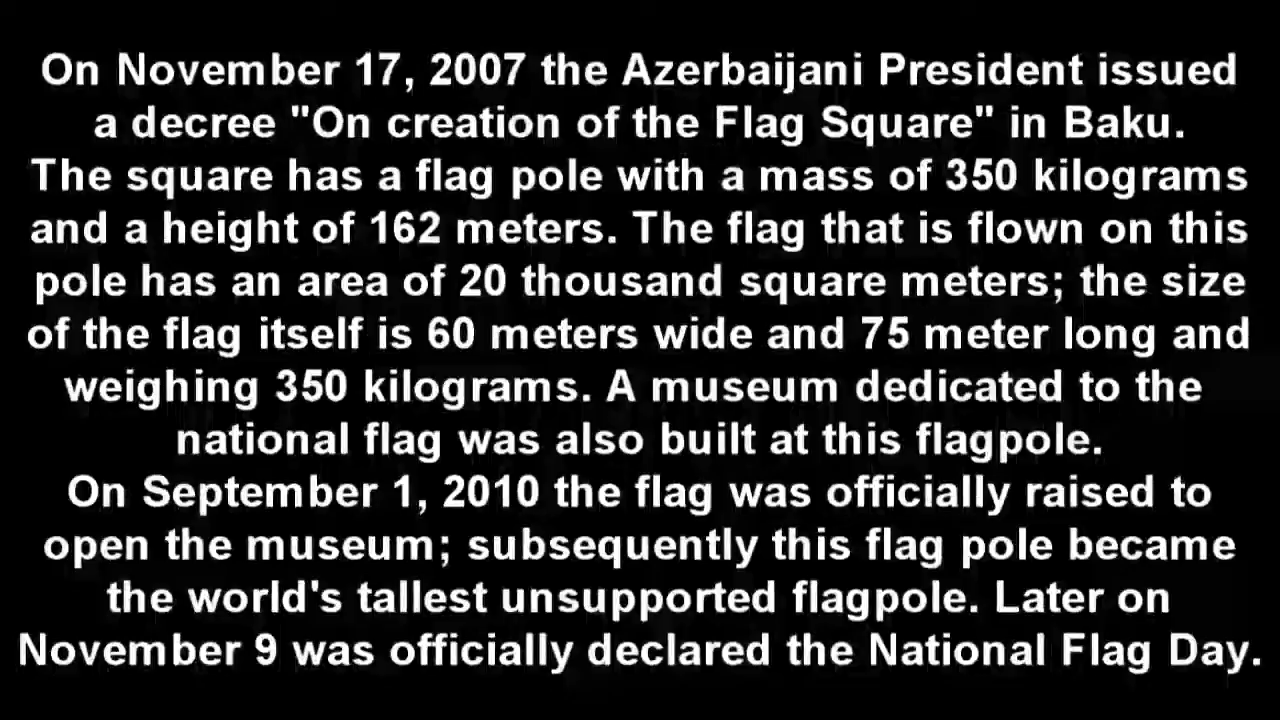 On November 17, 2007 the Azerbaijani President issued
a decree "On creation of the Flag Square" in Baku.
The square has a flag pole with a mass of 350 kilograms
and a height of 162 meters. The flag that is flown on this
pole has an area of 20 thousand square meters; the size
of the flag itself is 60 meters wide and 75 meter long and
weighing 350 kilograms. A museum dedicated to the
national flag was also built at this flagpole.
On September 1, 2010 the flag was officially raised to
open the museum; subsequently this flag pole became
the world's tallest unsupported flagpole. Later on
November 9 was officially declared the National Flag Day.